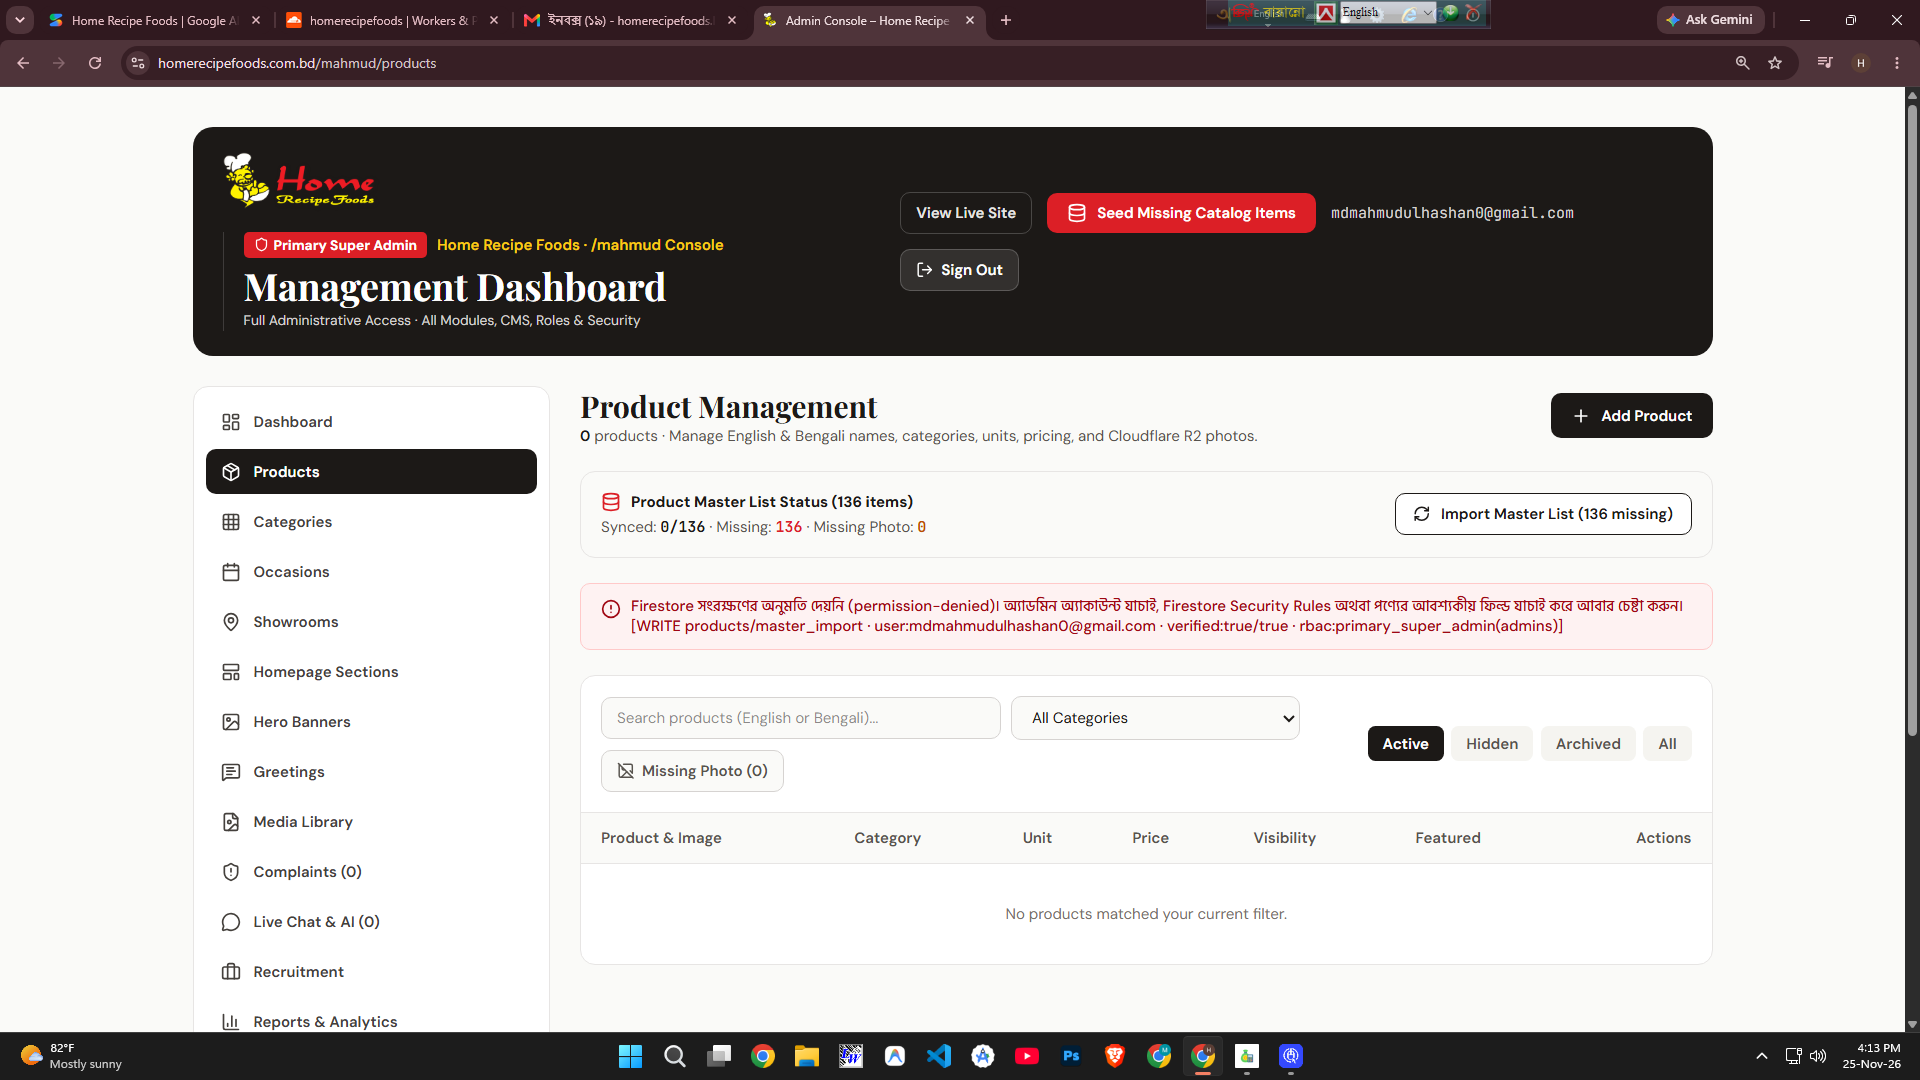 Home Recipe Foods | Google AI
homerecipefoods | Workers & P
ইনবক্স (১৯) - homerecipefoods.
Admin Console – Home Recipe
English
Ask Gemini
homerecipefoods.com.bd/mahmud/products
H
Home
Recipe Foods
Primary Super Admin
Home Recipe Foods · /mahmud Console
Management Dashboard
Full Administrative Access · All Modules, CMS, Roles & Security
View Live Site
Seed Missing Catalog Items
mdmahmudulhashan0@gmail.com
Sign Out
Dashboard
Products
Categories
Occasions
Showrooms
Homepage Sections
Hero Banners
Greetings
Media Library
Complaints (0)
Live Chat & AI (0)
Recruitment
Reports & Analytics
Product Management
0 products · Manage English & Bengali names, categories, units, pricing, and Cloudflare R2 photos.
Add Product
Product Master List Status (136 items)
Synced: 0/136 · Missing: 136 · Missing Photo: 0
Import Master List (136 missing)
Firestore সংরক্ষণের অনুমতি দেয়নি (permission-denied)। অ্যাডমিন অ্যাকাউন্ট যাচাই, Firestore Security Rules অথবা পণ্যের আবশ্যকীয় ফিল্ড যাচাই করে আবার চেষ্টা করুন।
[WRITE products/master_import · user:mdmahmudulhashan0@gmail.com · verified:true/true · rbac:primary_super_admin(admins)]
Search products (English or Bengali)...
All Categories
Active
Hidden
Archived
All
Missing Photo (0)
Product & Image
Category
Unit
Price
Visibility
Featured
Actions
No products matched your current filter.
82°F
Mostly sunny
Ps
4:13 PM
25-Nov-26